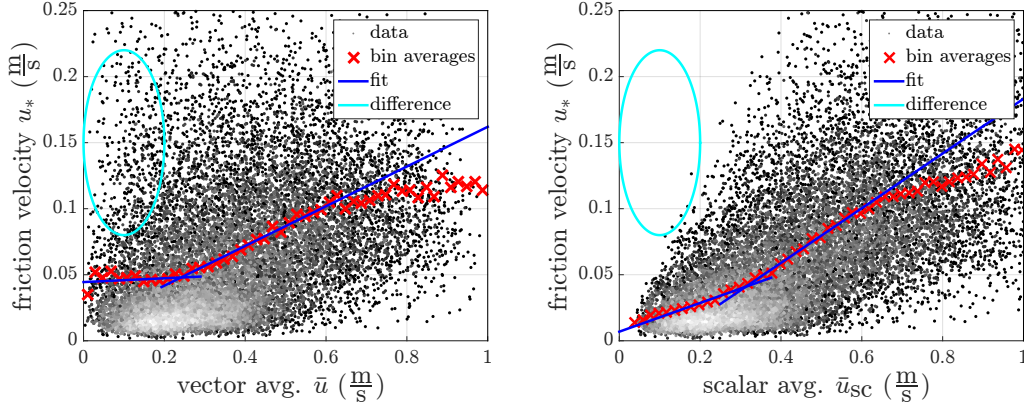 0.25
0.2
0.15
0.1
0.05
0
0 0.2 0.4 0.6 0.8 1
friction velocity u* (m/s)
vector avg. ū (m/s)
data
bin averages
fit
difference
0.25
0.2
0.15
0.1
0.05
0
0 0.2 0.4 0.6 0.8 1
friction velocity u* (m/s)
scalar avg. ūsc (m/s)
data
bin averages
fit
difference